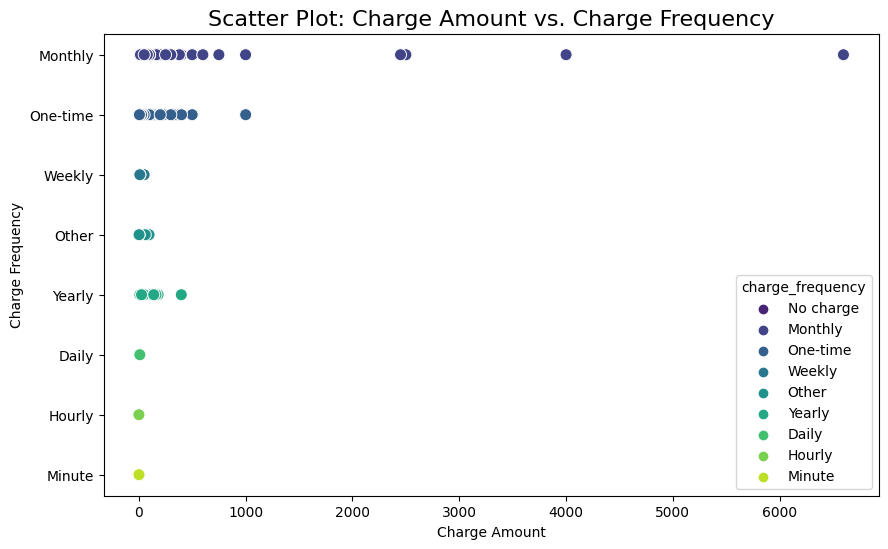 Scatter Plot: Charge Amount vs. Charge Frequency
Charge Frequency
Monthly
One-time
Weekly
Other
Yearly
Daily
Hourly
Minute
charge_frequency
No charge
Monthly
One-time
Weekly
Other
Yearly
Daily
Hourly
Minute
0 1000 2000 3000 4000 5000 6000
Charge Amount